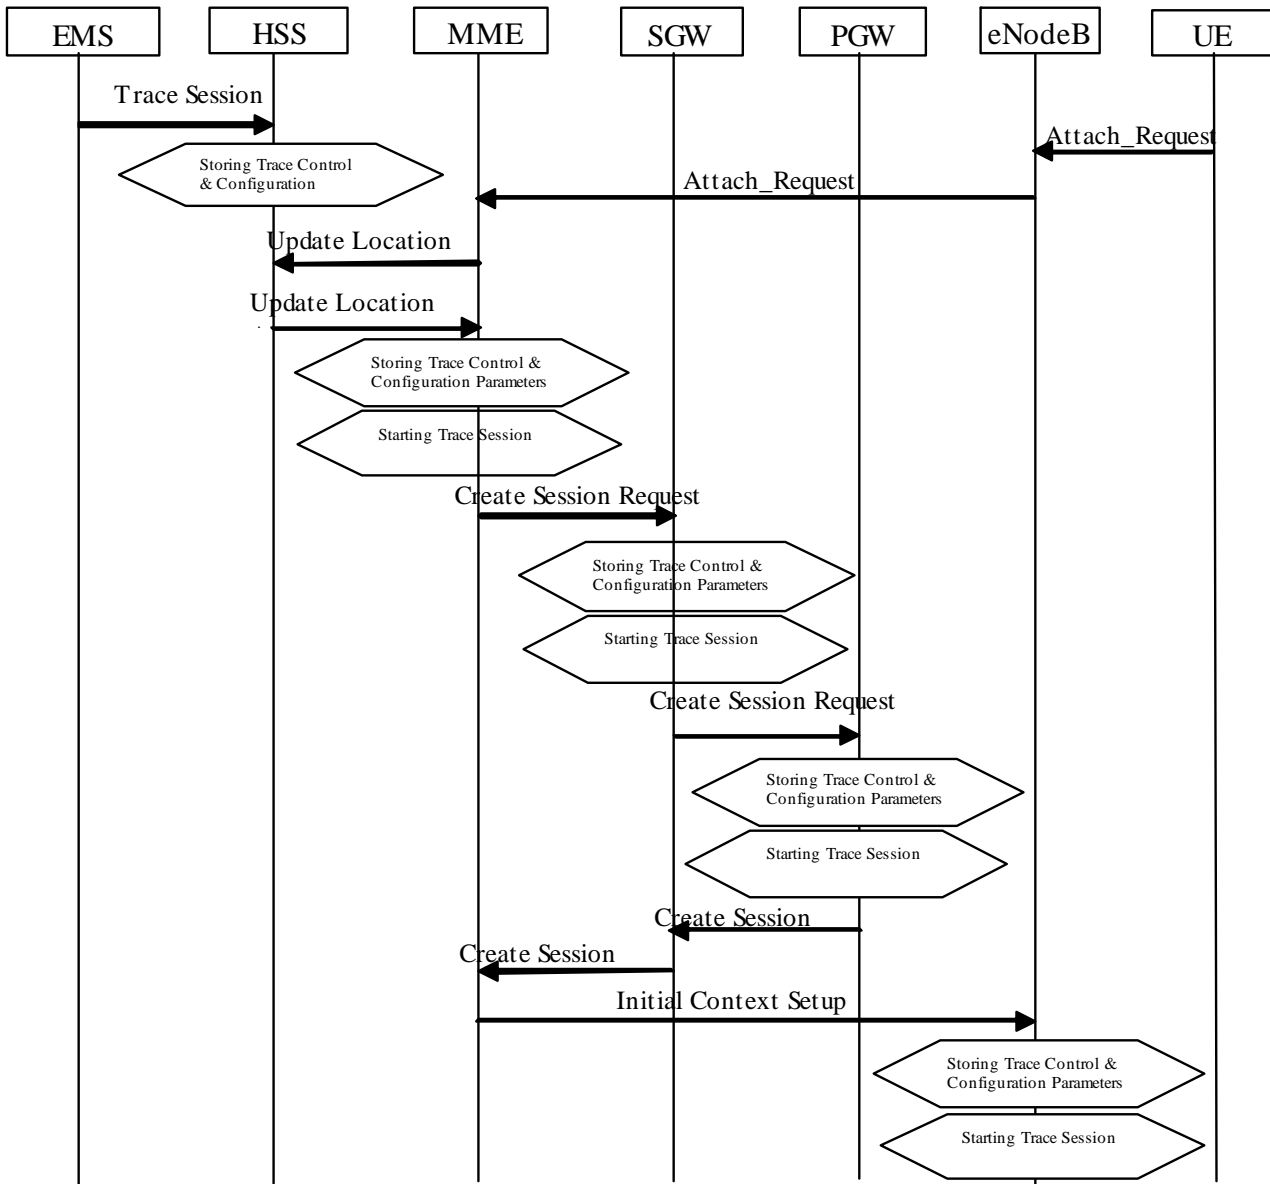 EMS
HSS
MME
SGW
PGW
eNodeB
UE
Trace Session
Attach_Request
Storing Trace Control
& Configuration
Attach_Request
Update Location
Update Location
Storing Trace Control &
Configuration Parameters
Starting Trace Session
Create Session Request
Storing Trace Control &
Configuration Parameters
Starting Trace Session
Create Session Request
Storing Trace Control &
Configuration Parameters
Starting Trace Session
Create Session
Create Session
Initial Context Setup
Storing Trace Control &
Configuration Parameters
Starting Trace Session